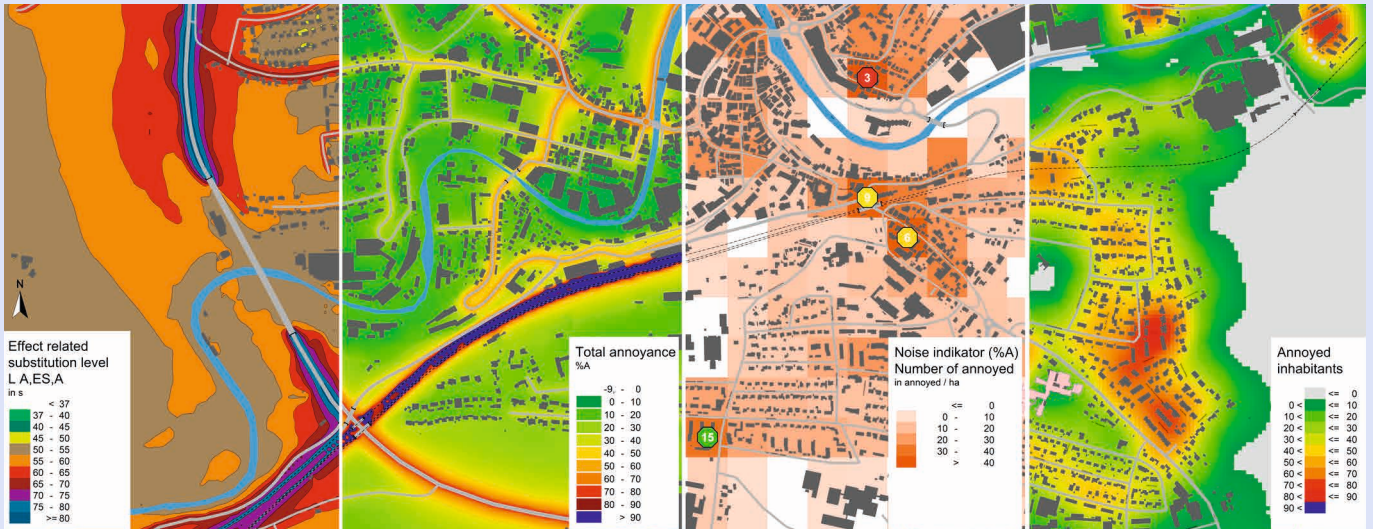 N
Effect related
substitution level
L A,ES,A
in s
< 37
37 - 40
40 - 45
45 - 50
50 - 55
55 - 60
60 - 65
65 - 70
70 - 75
75 - 80
>= 80
Total annoyance
%A
-9, - 0
0 - 10
10 - 20
20 - 30
30 - 40
40 - 50
50 - 60
60 - 70
70 - 80
80 - 90
> 90
3
9
6
15
Noise indikator (%A)
Number of annoyed
in annoyed / ha
<= 0
0 - 10
10 - 20
20 - 30
30 - 40
> 40
Annoyed
inhabitants
<= 0
0 < <= 10
10 < <= 20
20 < <= 30
30 < <= 40
40 < <= 50
50 < <= 60
60 < <= 70
70 < <= 80
80 < <= 90
90 <